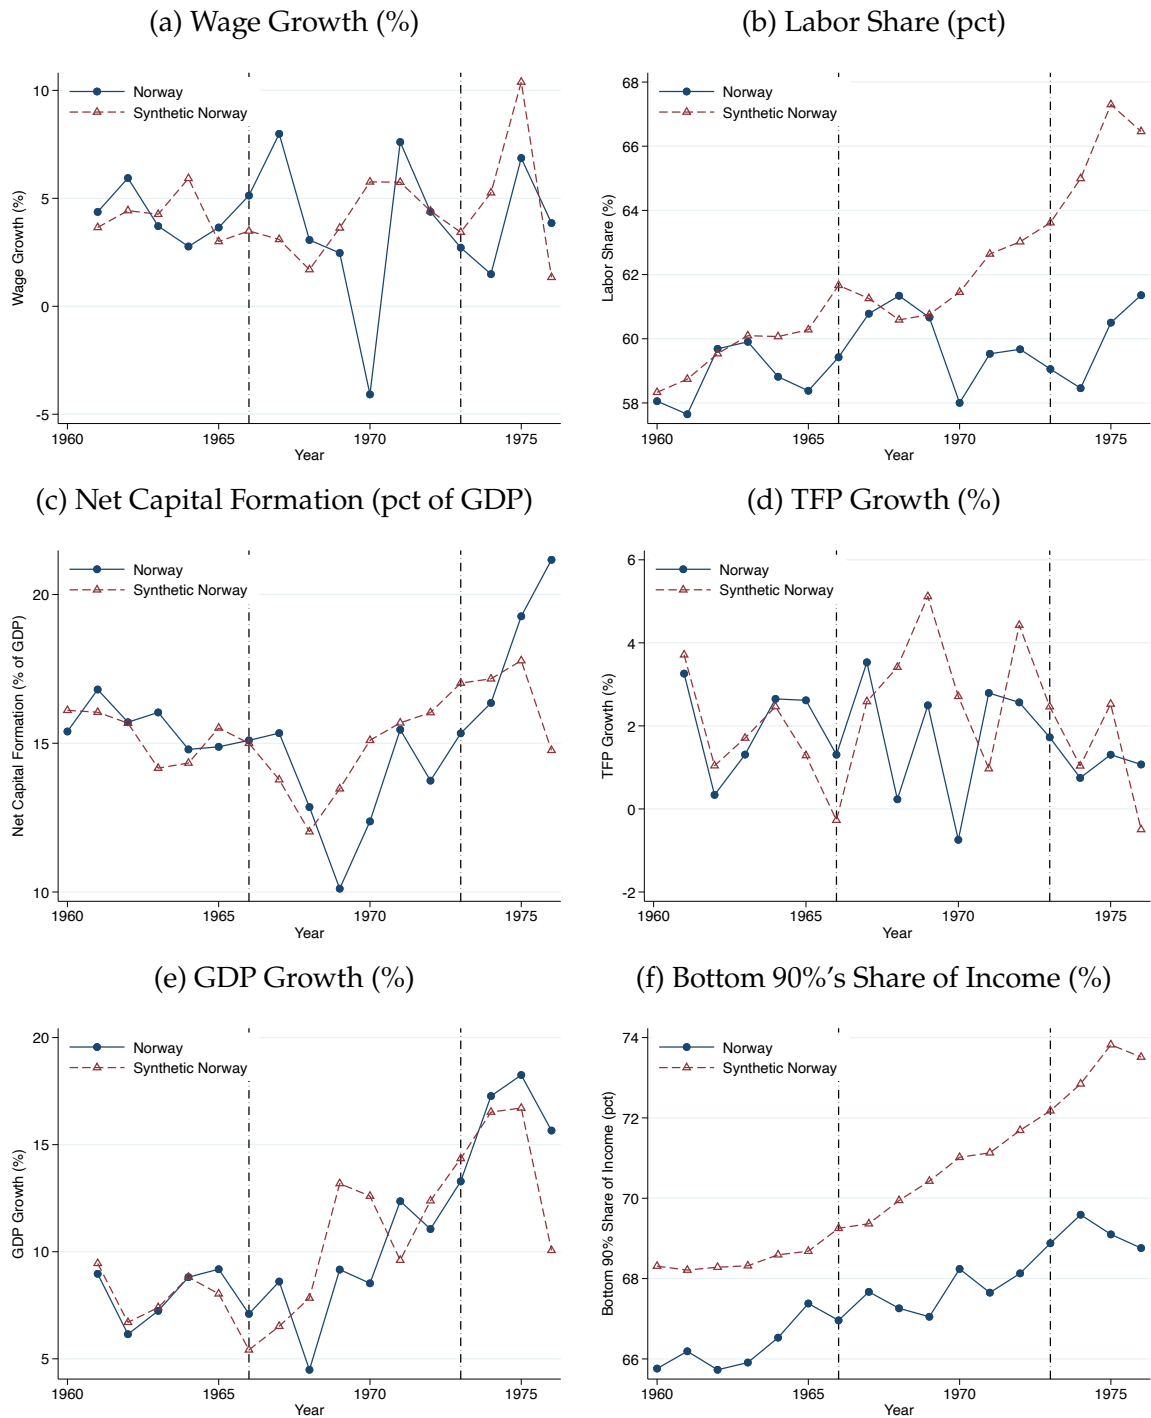 (a) Wage Growth (%)
Norway
Synthetic Norway
Wage Growth (%)
10
5
0
-5
1960 1965 1970 1975
Year
(b) Labor Share (pct)
Norway
Synthetic Norway
Labor Share (%)
68
66
64
62
60
58
1960 1965 1970 1975
Year
(c) Net Capital Formation (pct of GDP)
Norway
Synthetic Norway
Net Capital Formation (% of GDP)
20
15
10
1960 1965 1970 1975
Year
(d) TFP Growth (%)
Norway
Synthetic Norway
TFP Growth (%)
6
4
2
0
-2
1960 1965 1970 1975
Year
(e) GDP Growth (%)
Norway
Synthetic Norway
GDP Growth (%)
20
15
10
5
1960 1965 1970 1975
Year
(f) Bottom 90%’s Share of Income (%)
Norway
Synthetic Norway
Bottom 90% Share of Income (pct)
74
72
70
68
66
1960 1965 1970 1975
Year